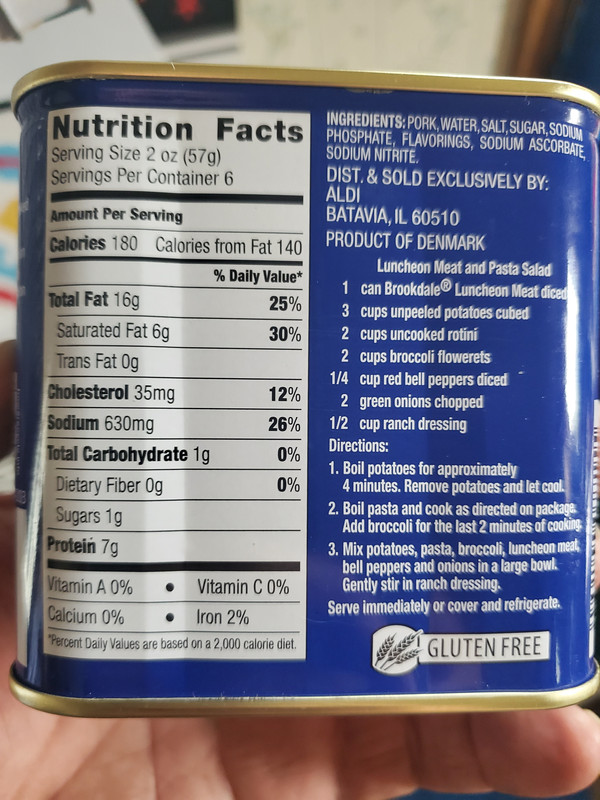 Nutrition Facts
Serving Size 2 oz (57g)
Servings Per Container 6
Amount Per Serving
Calories 180 Calories from Fat 140
% Daily Value*
Total Fat 16g 25%
Saturated Fat 6g 30%
Trans Fat 0g
Cholesterol 35mg 12%
Sodium 630mg 26%
Total Carbohydrate 1g 0%
Dietary Fiber 0g 0%
Sugars 1g
Protein 7g
Vitamin A 0% • Vitamin C 0%
Calcium 0% • Iron 2%
*Percent Daily Values are based on a 2,000 calorie diet.
INGREDIENTS: PORK, WATER, SALT, SUGAR, SODIUM
PHOSPHATE, FLAVORINGS, SODIUM ASCORBATE,
SODIUM NITRITE.
DIST. & SOLD EXCLUSIVELY BY:
ALDI
BATAVIA, IL 60510
PRODUCT OF DENMARK
Luncheon Meat and Pasta Salad
1 can Brookdale® Luncheon Meat diced
3 cups unpeeled potatoes cubed
2 cups uncooked rotini
2 cups broccoli flowerets
1/4 cup red bell peppers diced
2 green onions chopped
1/2 cup ranch dressing
Directions:
1. Boil potatoes for approximately
4 minutes. Remove potatoes and let cool.
2. Boil pasta and cook as directed on package.
Add broccoli for the last 2 minutes of cooking.
3. Mix potatoes, pasta, broccoli, luncheon meat,
bell peppers and onions in a large bowl.
Gently stir in ranch dressing.
Serve immediately or cover and refrigerate.
GLUTEN FREE